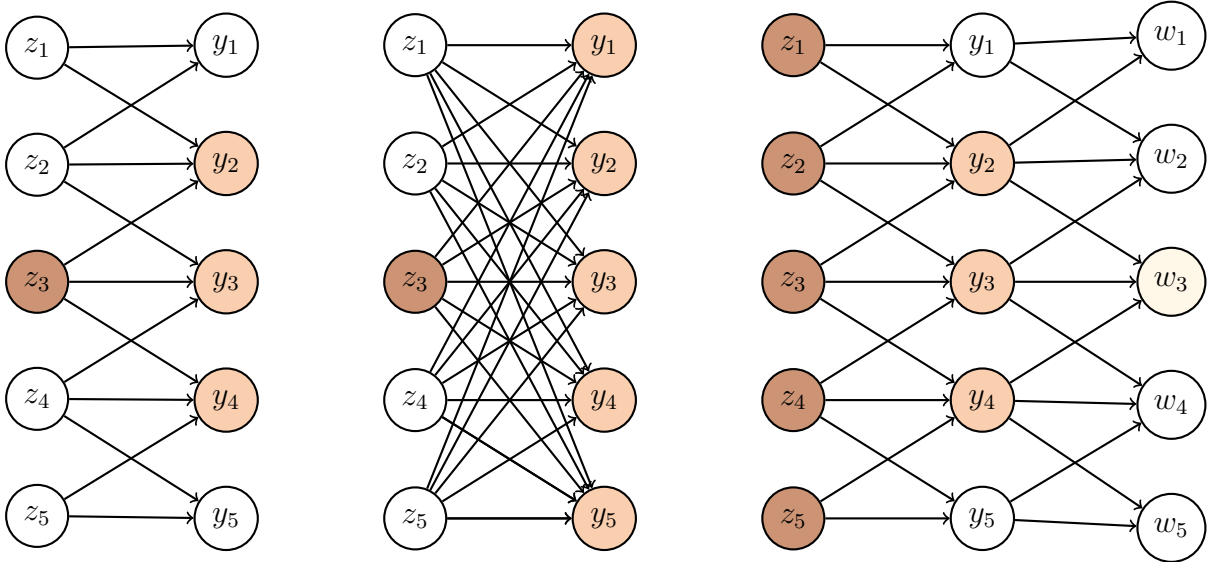 z₁ y₁ z₁ y₁ z₁ y₁ w₁
z₂ y₂ z₂ y₂ z₂ y₂ w₂
z₃ y₃ z₃ y₃ z₃ y₃ w₃
z₄ y₄ z₄ y₄ z₄ y₄ w₄
z₅ y₅ z₅ y₅ z₅ y₅ w₅